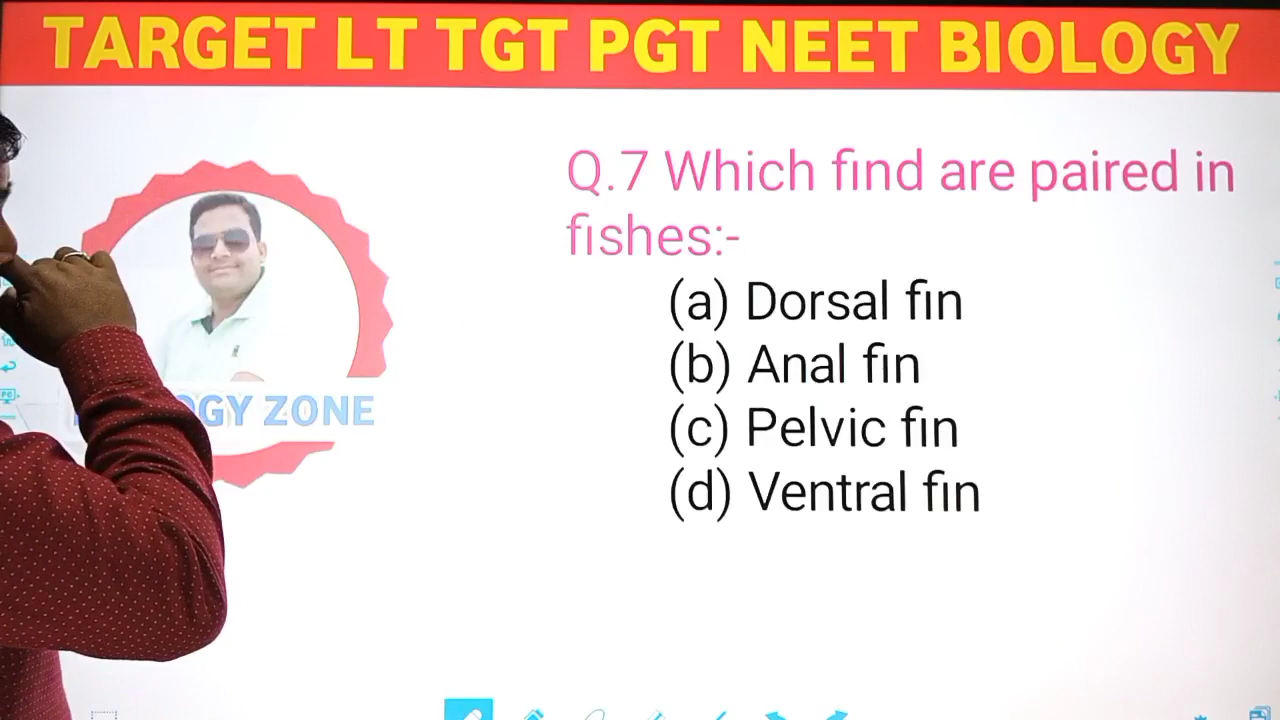 TARGET LT TGT PGT NEET BIOLOGY
Q.7 Which find are paired in
fishes:-
(a) Dorsal fin
(b) Anal fin
(c) Pelvic fin
(d) Ventral fin
ZONE